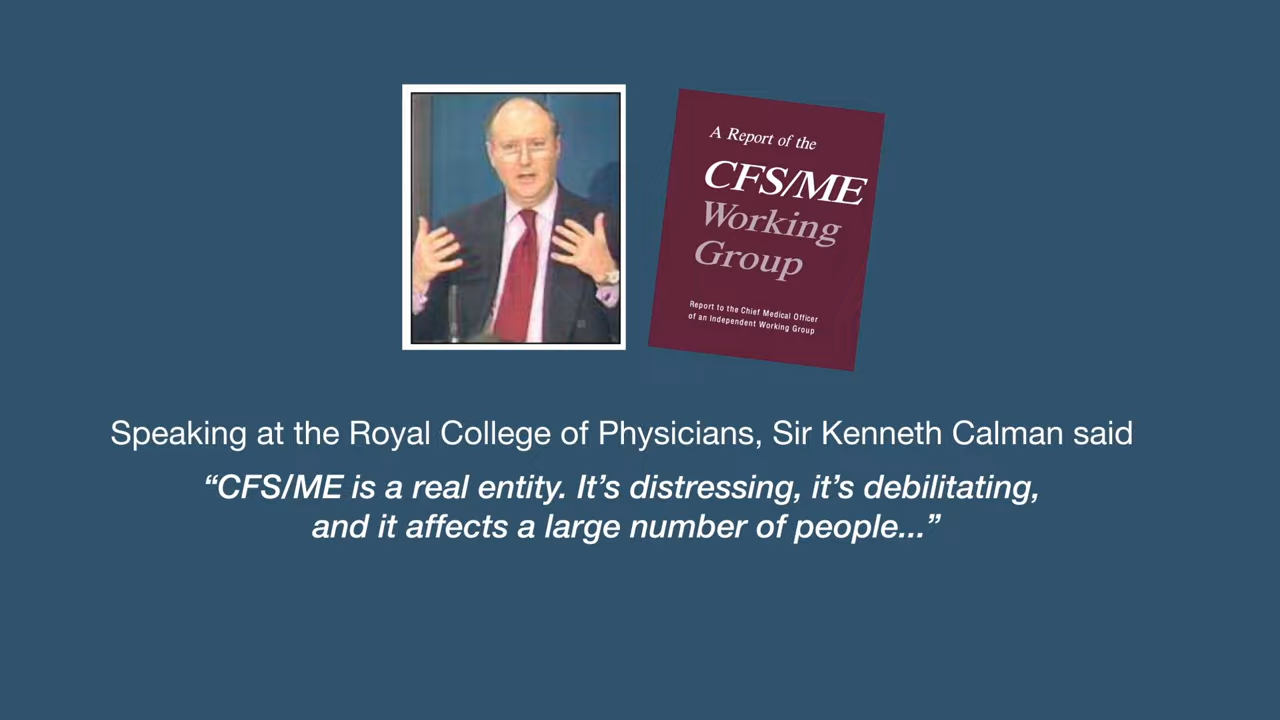 A Report of the
CFS/ME
Working
Group
Report to the Chief Medical Officer
of an Independent Working Group
Speaking at the Royal College of Physicians, Sir Kenneth Calman said
“CFS/ME is a real entity. It’s distressing, it’s debilitating,
and it affects a large number of people...”